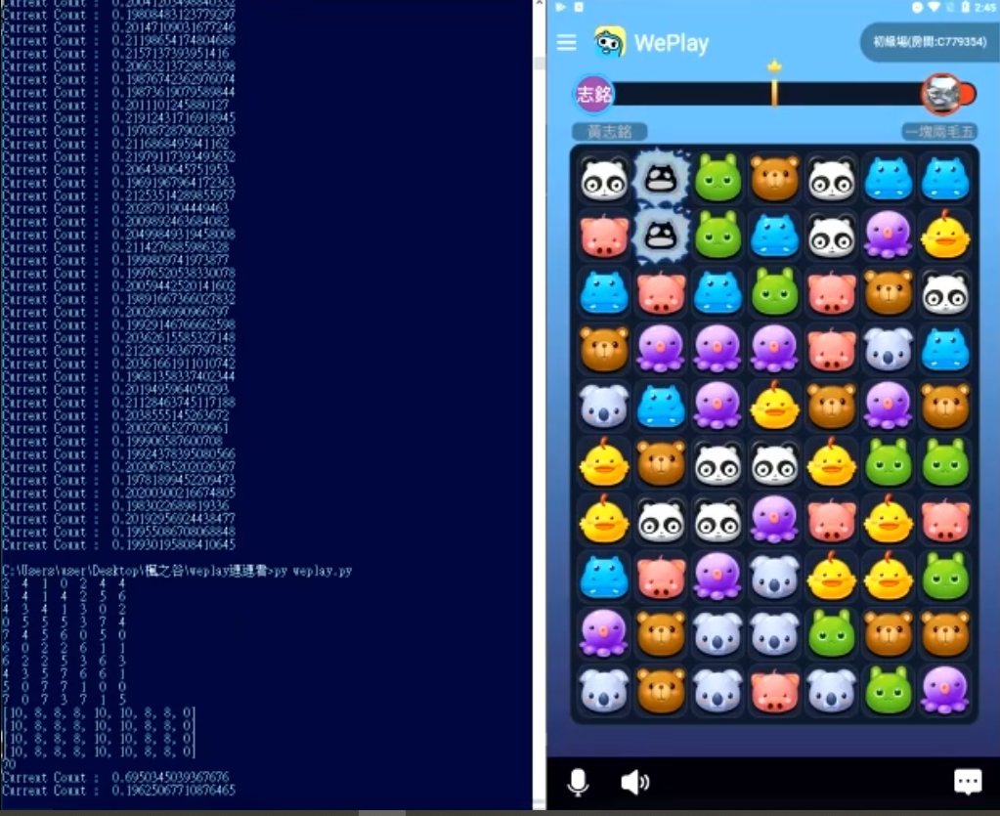 Current Count : 0.20041203498840332
Current Count : 0.19808483123779297
Current Count : 0.20147109031677246
Current Count : 0.21198654174804688
Current Count : 0.2157137393951416
Current Count : 0.20663213729858398
Current Count : 0.19876742362976074
Current Count : 0.19873619079589844
Current Count : 0.2011101245880127
Current Count : 0.21912431716918945
Current Count : 0.19708728790283203
Current Count : 0.2116868495941162
Current Count : 0.21979117393493652
Current Count : 0.2064380645751953
Current Count : 0.19691967964172363
Current Count : 0.21253514289855957
Current Count : 0.2028791904449463
Current Count : 0.2009892463684082
Current Count : 0.20499849319458008
Current Count : 0.2114276885986328
Current Count : 0.1999809741973877
Current Count : 0.19976520538330078
Current Count : 0.20059442520141602
Current Count : 0.19891667366027832
Current Count : 0.2002696990966797
Current Count : 0.19929146766662598
Current Count : 0.20362615585327148
Current Count : 0.21220636367797852
Current Count : 0.20361661911010742
Current Count : 0.19681358337402344
Current Count : 0.2019495964050293
Current Count : 0.21128463745117188
Current Count : 0.2038555145263672
Current Count : 0.2002706527709961
Current Count : 0.199906587600708
Current Count : 0.19924378395080566
Current Count : 0.20206785202026367
Current Count : 0.19781899452209473
Current Count : 0.20200300216674805
Current Count : 0.1983022689819336
Current Count : 0.20192956924438477
Current Count : 0.19955086708068848
Current Count : 0.19930195808410645
C:\Users\user\Desktop\楓之谷\weplay連連看>py weplay.py
2 4 1 0 2 4 4
3 4 1 4 2 5 6
4 3 4 1 3 0 2
0 5 5 5 3 7 4
7 4 5 6 0 5 0
6 0 2 2 6 1 1
6 2 2 5 3 6 3
4 3 5 7 6 6 1
5 0 7 7 1 0 0
7 0 7 3 7 1 5
[10, 8, 8, 8, 10, 10, 8, 8, 0]
[10, 8, 8, 8, 10, 10, 8, 8, 0]
[10, 8, 8, 8, 10, 10, 8, 8, 0]
[10, 8, 8, 8, 10, 10, 8, 8, 0]
70
Current Count : 0.6950345039367676
Current Count : 0.19625067710876465
2:45
WePlay
初級場(房間:C779354)
志銘
黃志銘
一塊兩毛五